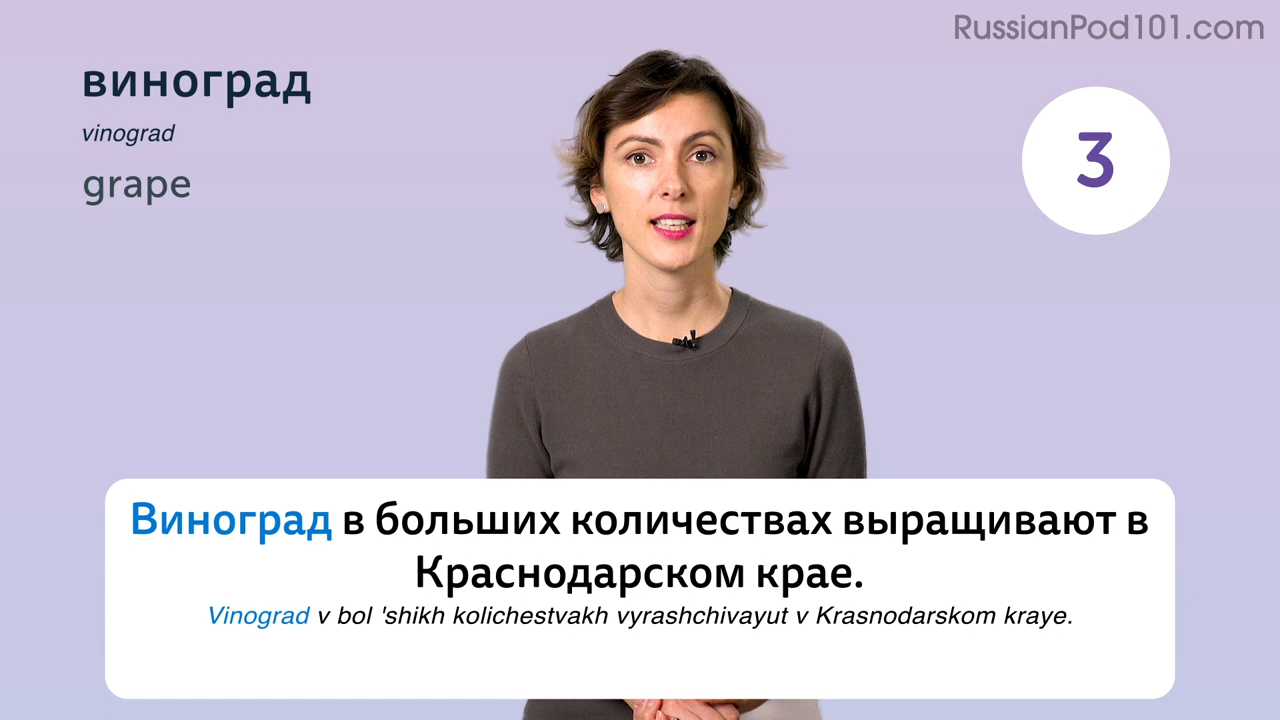 RussianPod101.com
виноград
vinograd
grape
3
Виноград в больших количествах выращивают в
Краснодарском крае.
Vinograd v bol 'shikh kolichestvakh vyrashchivayut v Krasnodarskom kraye.